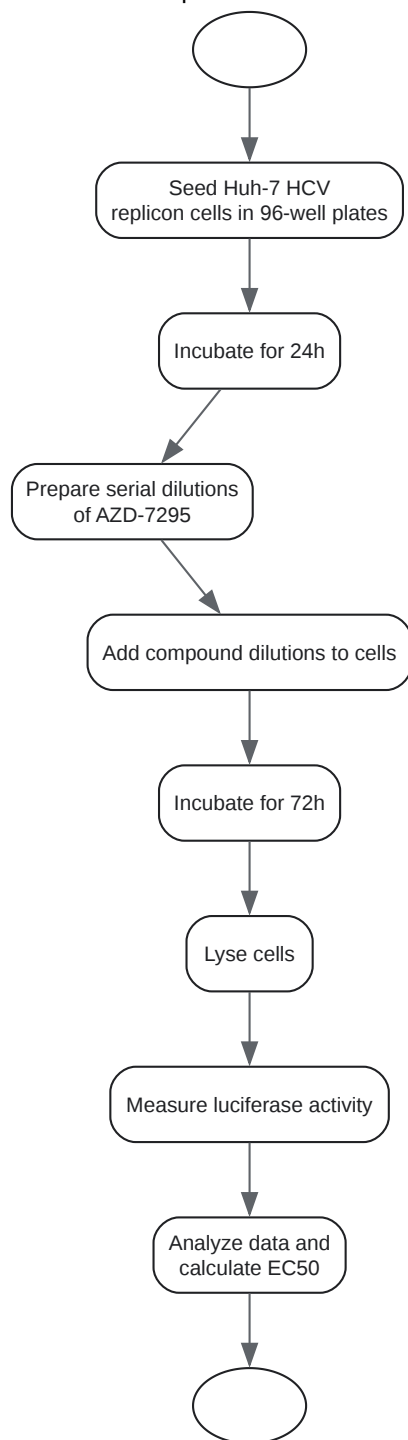 Seed Huh-7 HCV
replicon cells in 96-well plates
Incubate for 24h
Prepare serial dilutions
of AZD-7295
Add compound dilutions to cells
Incubate for 72h
Lyse cells
Measure luciferase activity
Analyze data and
calculate EC50